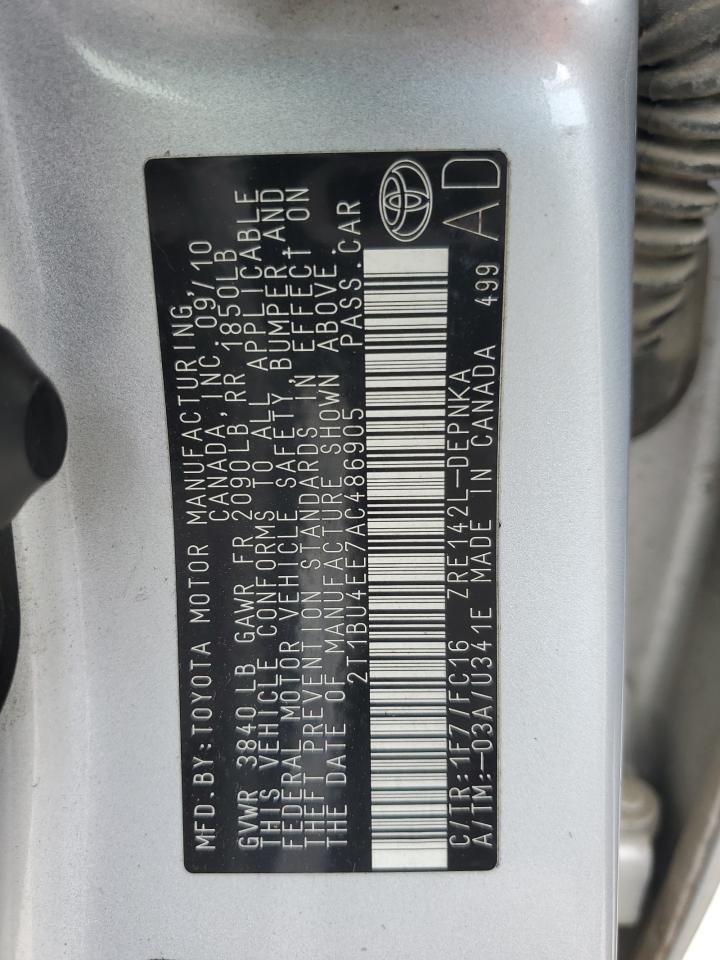 MFD.BY:TOYOTA MOTOR MANUFACTURING,
CANADA, INC. 09/10
GVWR 3840 LB GAWR FR 2090LB, RR 1850LB
THIS VEHICLE CONFORMS TO ALL APPLICABLE
FEDERAL MOTOR VEHICLE SAFETY, BUMPER AND
THEFT PREVENTION STANDARDS IN EFFECT ON
THE DATE OF MANUFACTURE SHOWN ABOVE.
2T1BU4EE7AC486905 PASS.CAR
C/TR:1F7/FC16 ZRE142L-DEPNKA
A/TM:-03A/U341E MADE IN CANADA 499
AD